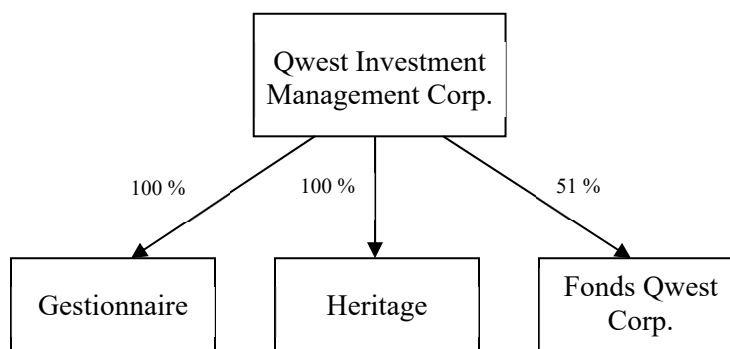 Qwest Investment
Management Corp.
100 %
100 %
51 %
Gestionnaire
Heritage
Fonds Qwest
Corp.